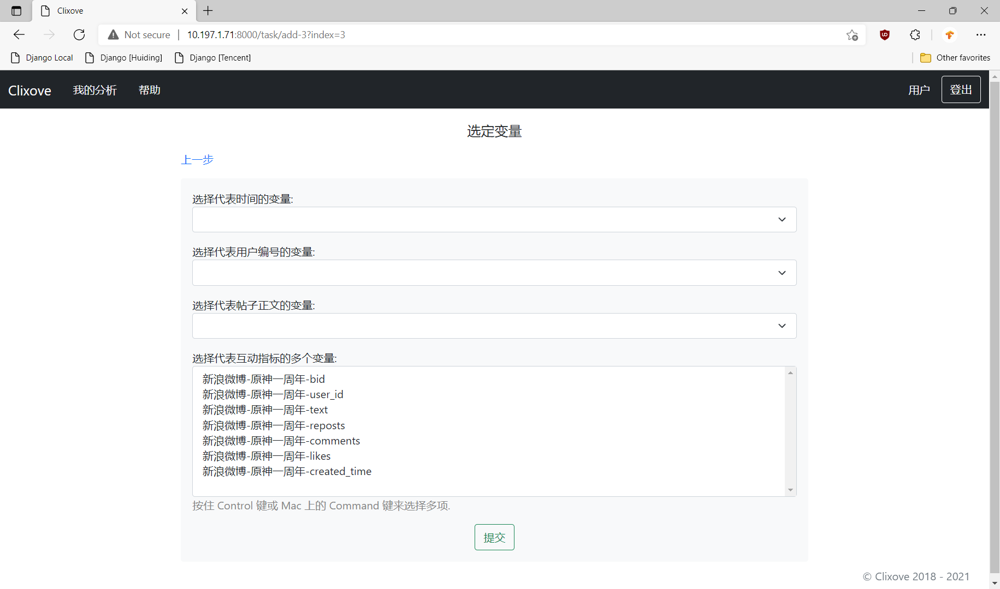 Clixove
Not secure
10.197.1.71:8000/task/add-3?index=3
Django Local
Django [Huiding]
Django [Tencent]
Other favorites
Clixove
我的分析
帮助
用户
登出
选定变量
上一步
选择代表时间的变量:
选择代表用户编号的变量:
选择代表帖子正文的变量:
选择代表互动指标的多个变量:
新浪微博-原神一周年-bid
新浪微博-原神一周年-user_id
新浪微博-原神一周年-text
新浪微博-原神一周年-reposts
新浪微博-原神一周年-comments
新浪微博-原神一周年-likes
新浪微博-原神一周年-created_time
按住 Control 键或 Mac 上的 Command 键来选择多项.
提交
© Clixove 2018 - 2021